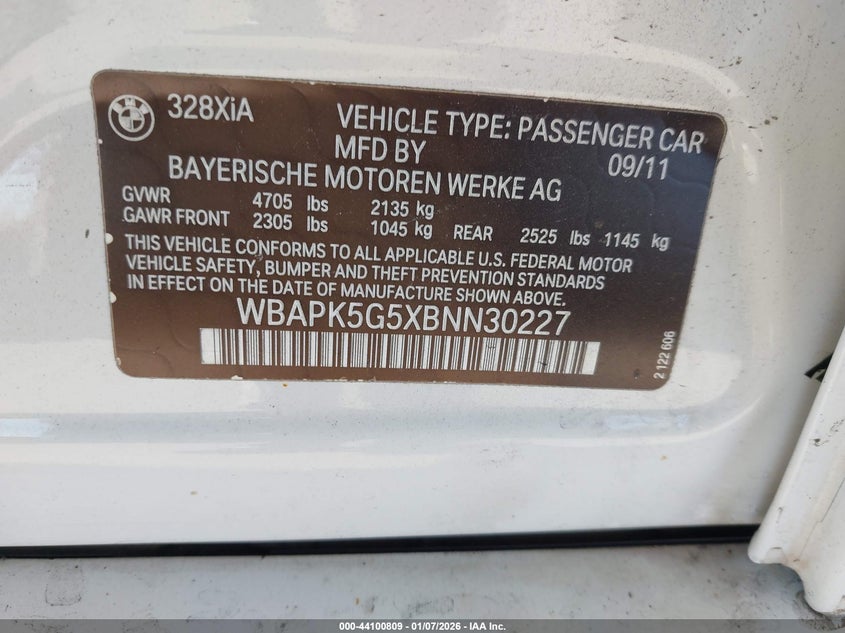 BMW
328XiA
VEHICLE TYPE: PASSENGER CAR
MFD BY
09/11
BAYERISCHE MOTOREN WERKE AG
GVWR 4705 lbs 2135 kg
GAWR FRONT 2305 lbs 1045 kg REAR 2525 lbs 1145 kg
THIS VEHICLE CONFORMS TO ALL APPLICABLE U.S. FEDERAL MOTOR
VEHICLE SAFETY, BUMPER AND THEFT PREVENTION STANDARDS
IN EFFECT ON THE DATE OF MANUFACTURE SHOWN ABOVE.
WBAPK5G5XBNN30227
2 122 606
000-44100809 - 01/07/2026 - IAA Inc.